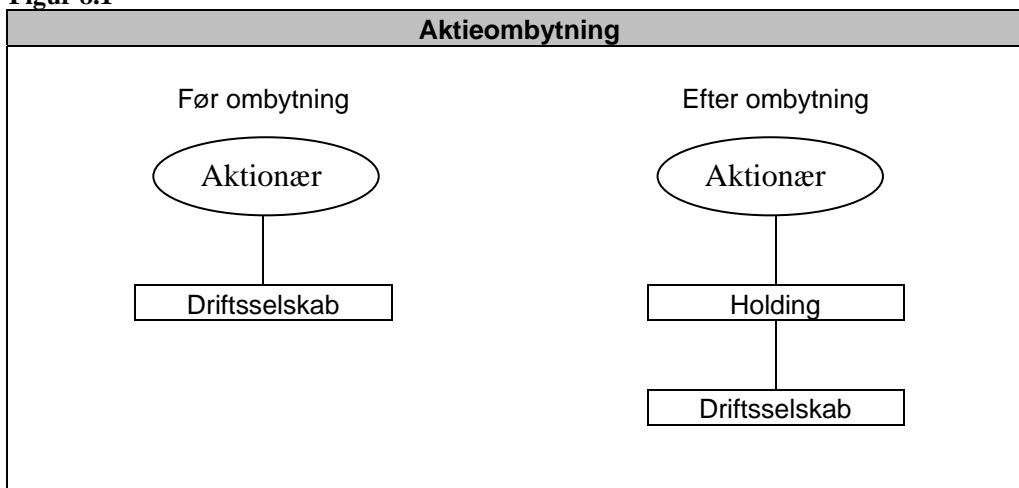 Aktieombytning
Før ombytning
Efter ombytning
Aktionær
Aktionær
Driftsselskab
Holding
Driftsselskab